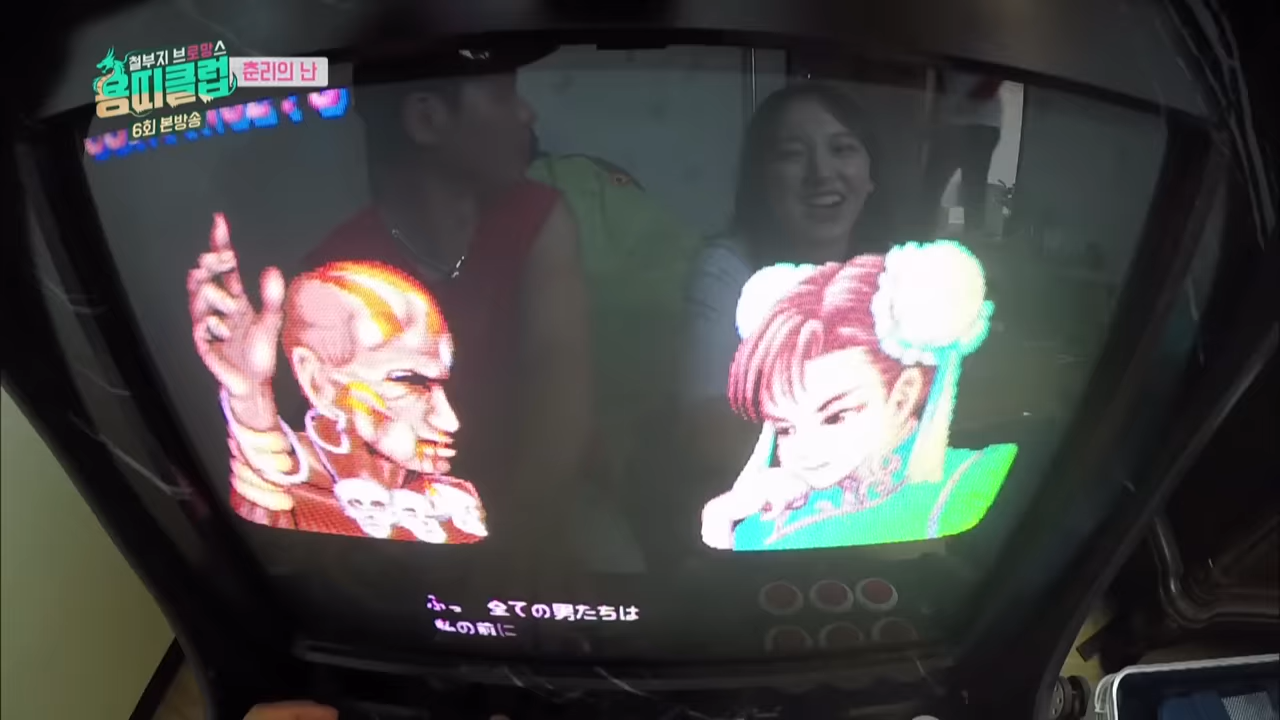 철부지 브로망스
용띠클럽
춘리의 난
6회 본방송
ふっ 全ての男たちは
私の前に